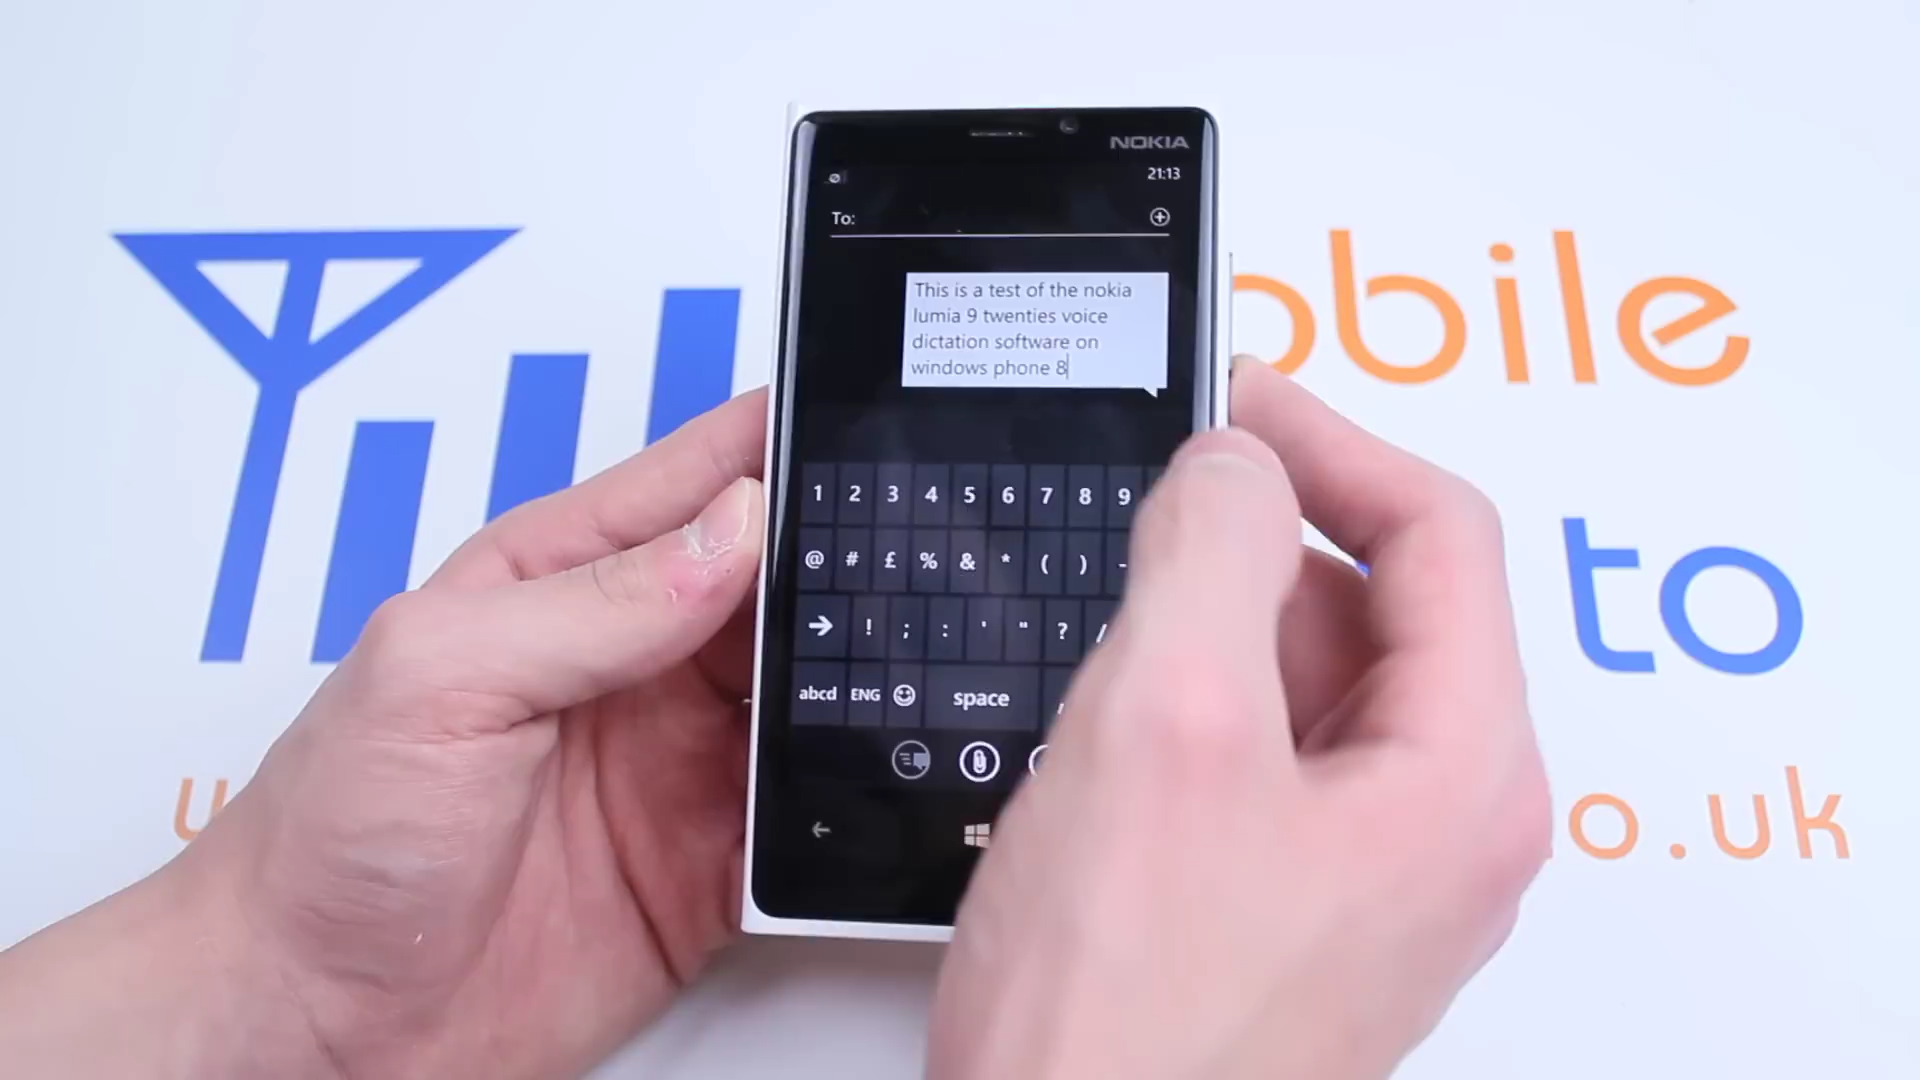 NOKIA
21:13
To:
This is a test of the nokia
lumia 9 twenties voice
dictation software on
windows phone 8
1 2 3 4 5 6 7 8 9
@ # £ % & * ( ) -
! ; : ' " ? /
abcd ENG space ,
obile
to
o.uk